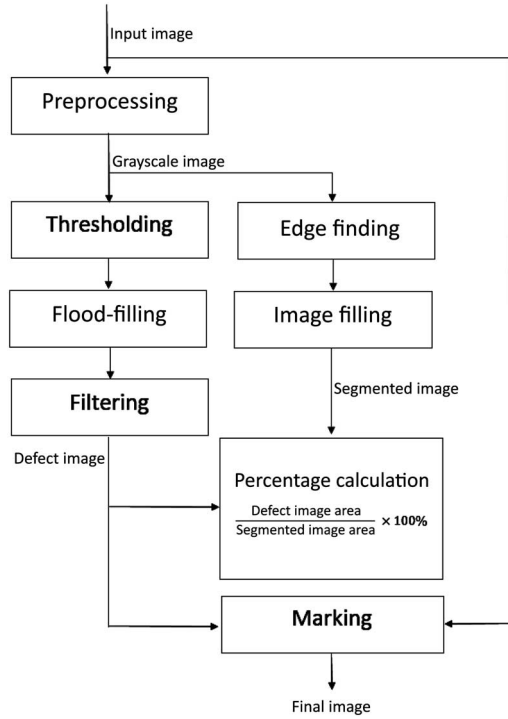 Input image
Preprocessing
Grayscale image
Thresholding
Edge finding
Flood-filling
Image filling
Filtering
Segmented image
Defect image
Percentage calculation
Defect image area
Segmented image area
× 100%
Marking
Final image